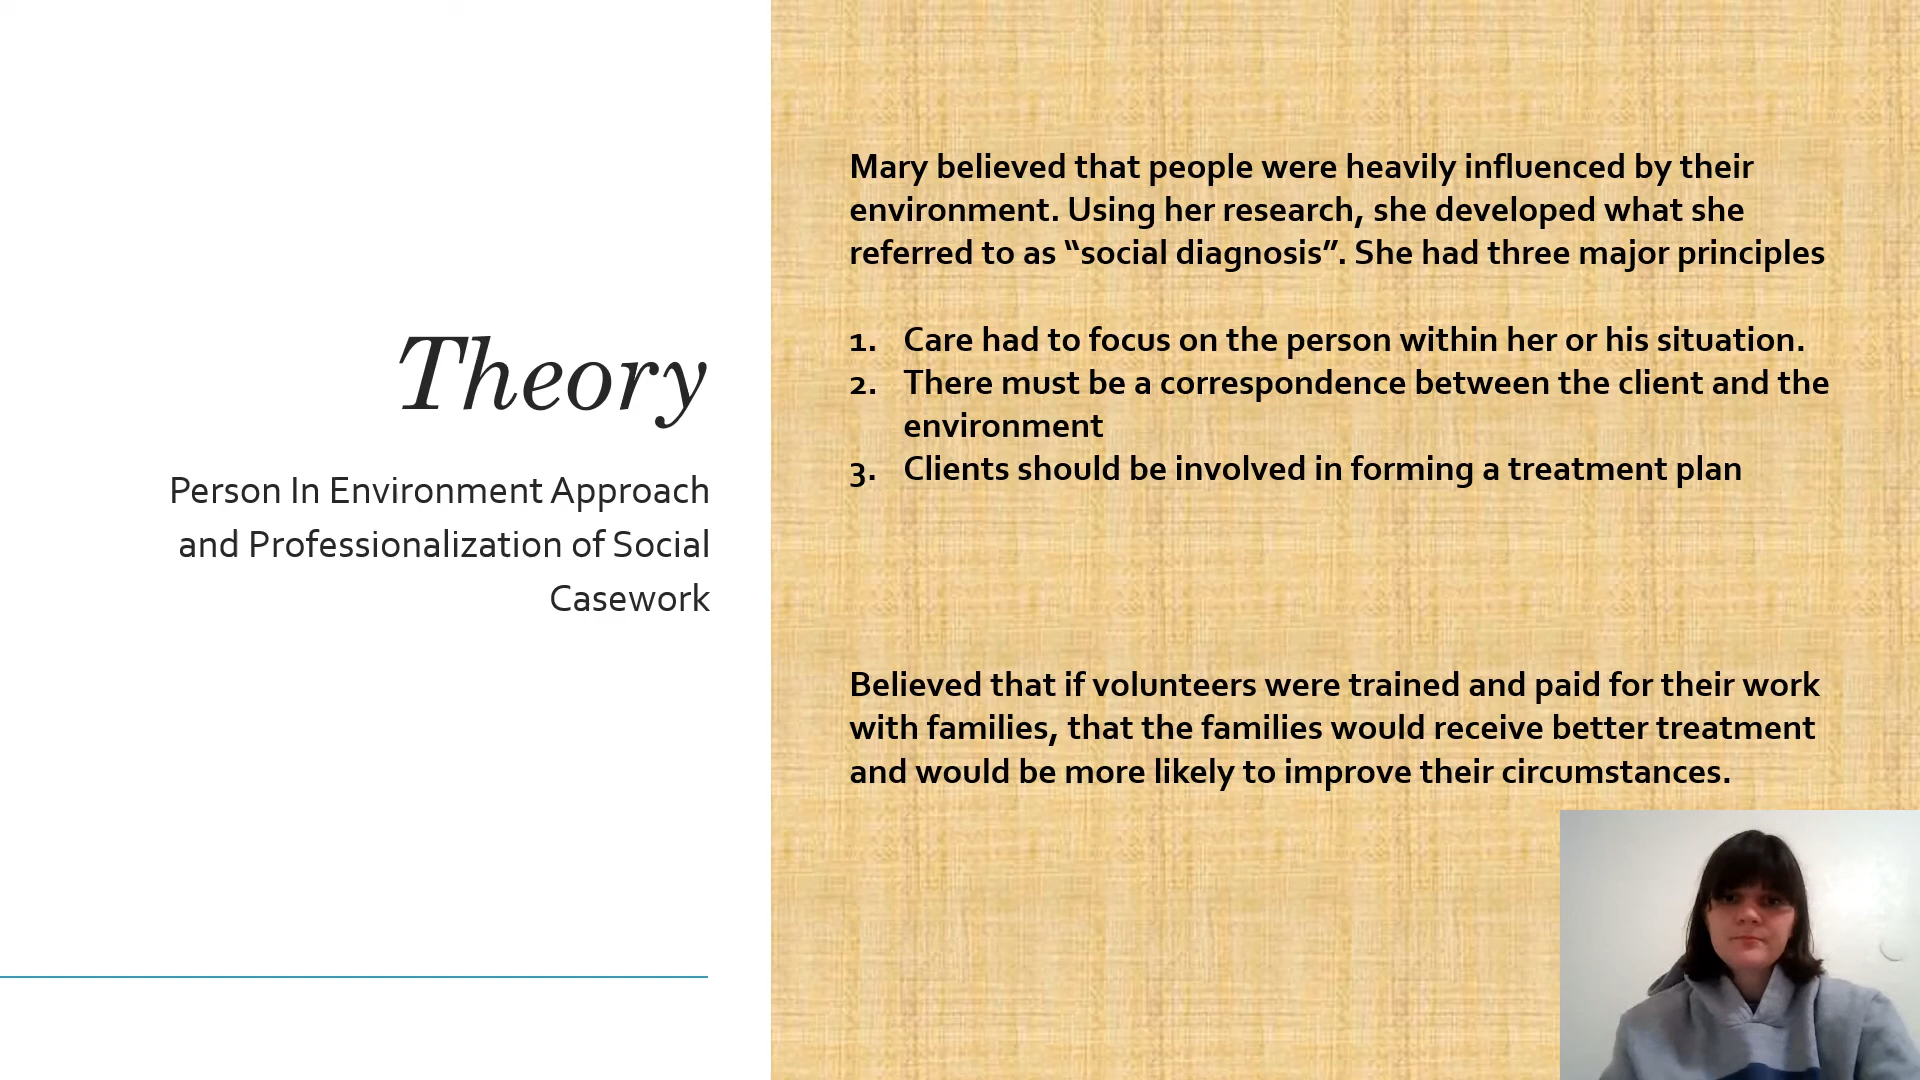 Theory
Person In Environment Approach
and Professionalization of Social
Casework
Mary believed that people were heavily influenced by their
environment. Using her research, she developed what she
referred to as “social diagnosis”. She had three major principles
1. Care had to focus on the person within her or his situation.
2. There must be a correspondence between the client and the
environment
3. Clients should be involved in forming a treatment plan
Believed that if volunteers were trained and paid for their work
with families, that the families would receive better treatment
and would be more likely to improve their circumstances.